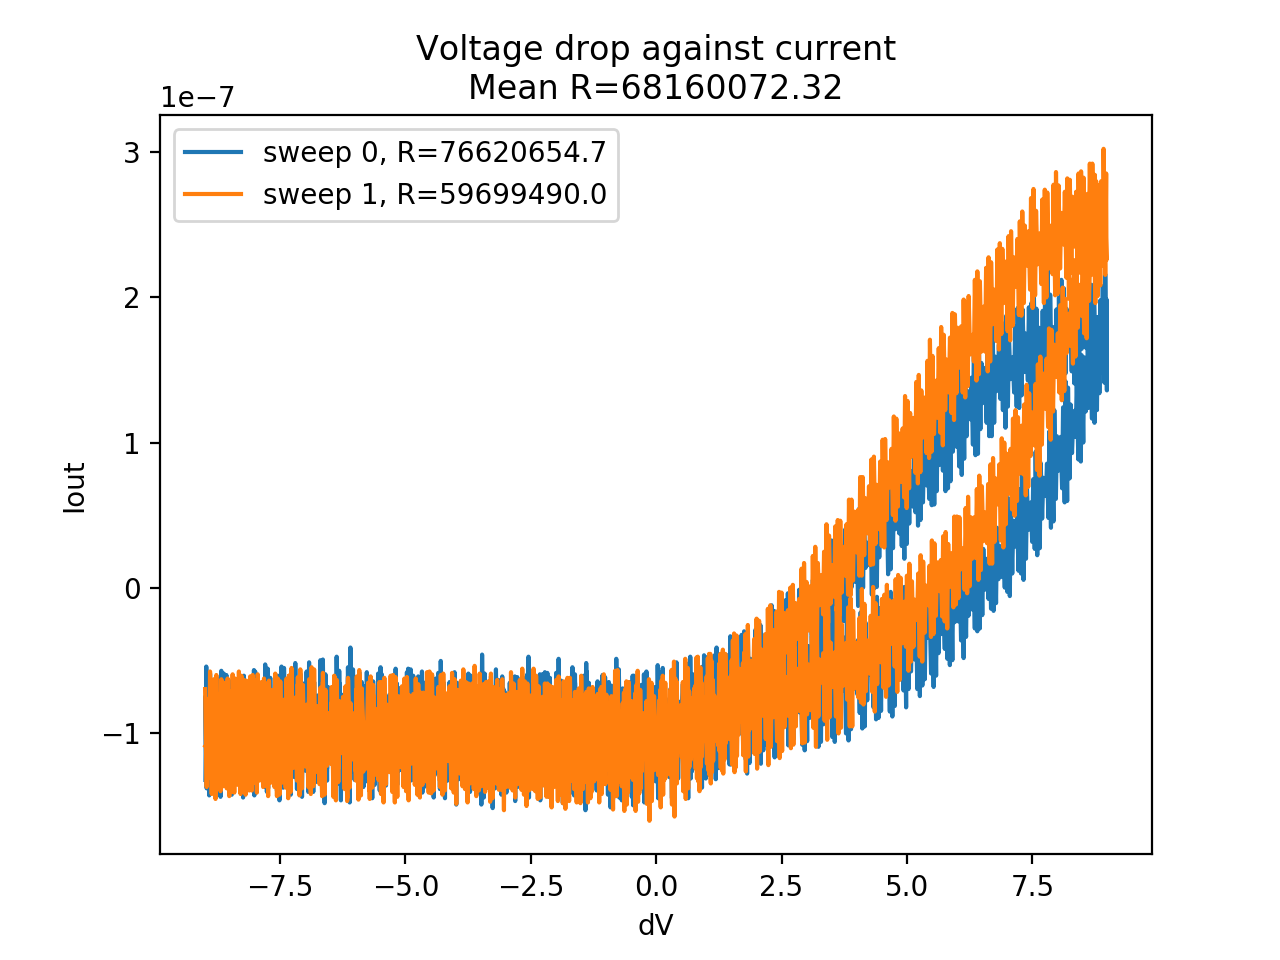 Voltage drop against current
Mean R=68160072.32
1e−7
sweep 0, R=76620654.7
sweep 1, R=59699490.0
3
2
1
0
−1
Iout
−7.5 −5.0 −2.5 0.0 2.5 5.0 7.5
dV